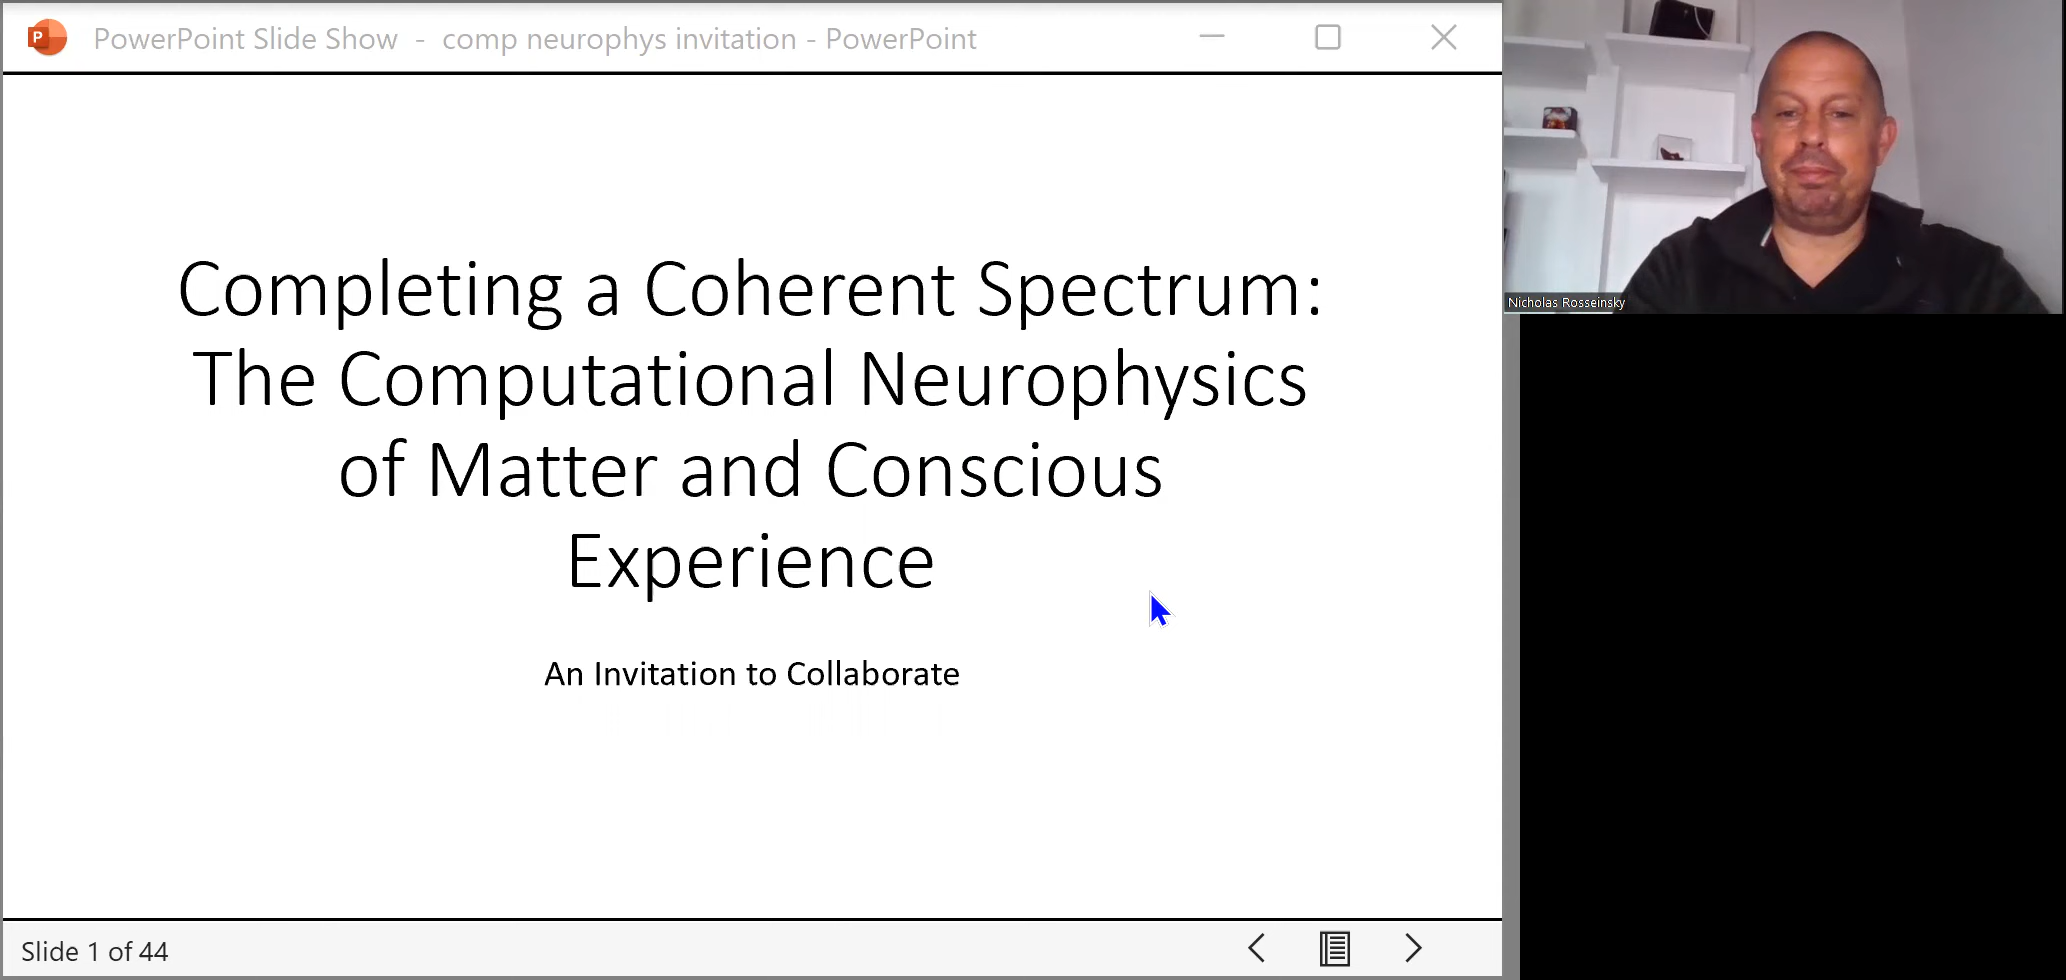 P PowerPoint Slide Show - comp neurophys invitation - PowerPoint
Completing a Coherent Spectrum:
The Computational Neurophysics
of Matter and Conscious
Experience
An Invitation to Collaborate
Slide 1 of 44
Nicholas Rosseinsky